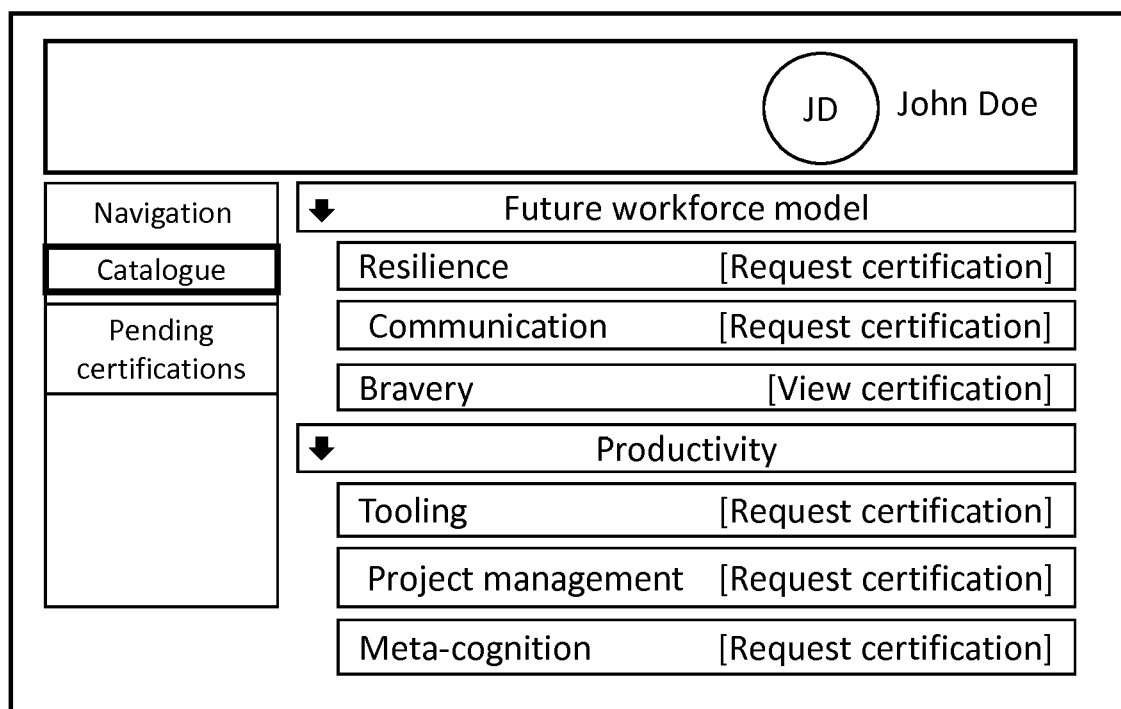 JD John Doe
Navigation
Catalogue
Pending
certifications
Future workforce model
Resilience [Request certification]
Communication [Request certification]
Bravery [View certification]
Productivity
Tooling [Request certification]
Project management [Request certification]
Meta-cognition [Request certification]